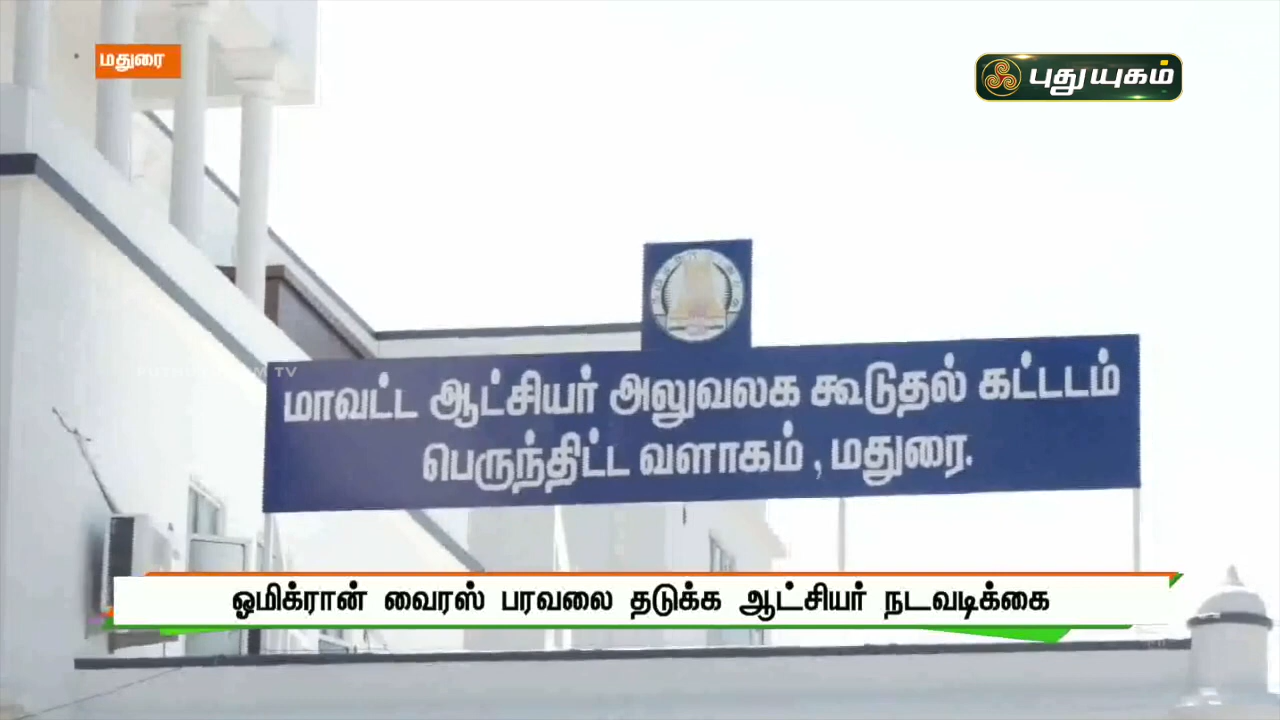 மதுரை
புதுயுகம்
மாவட்ட ஆட்சியர் அலுவலக கூடுதல் கட்டடம்
பெருந்திட்ட வளாகம் , மதுரை.
ஓமிக்ரான் வைரஸ் பரவலை தடுக்க ஆட்சியர் நடவடிக்கை